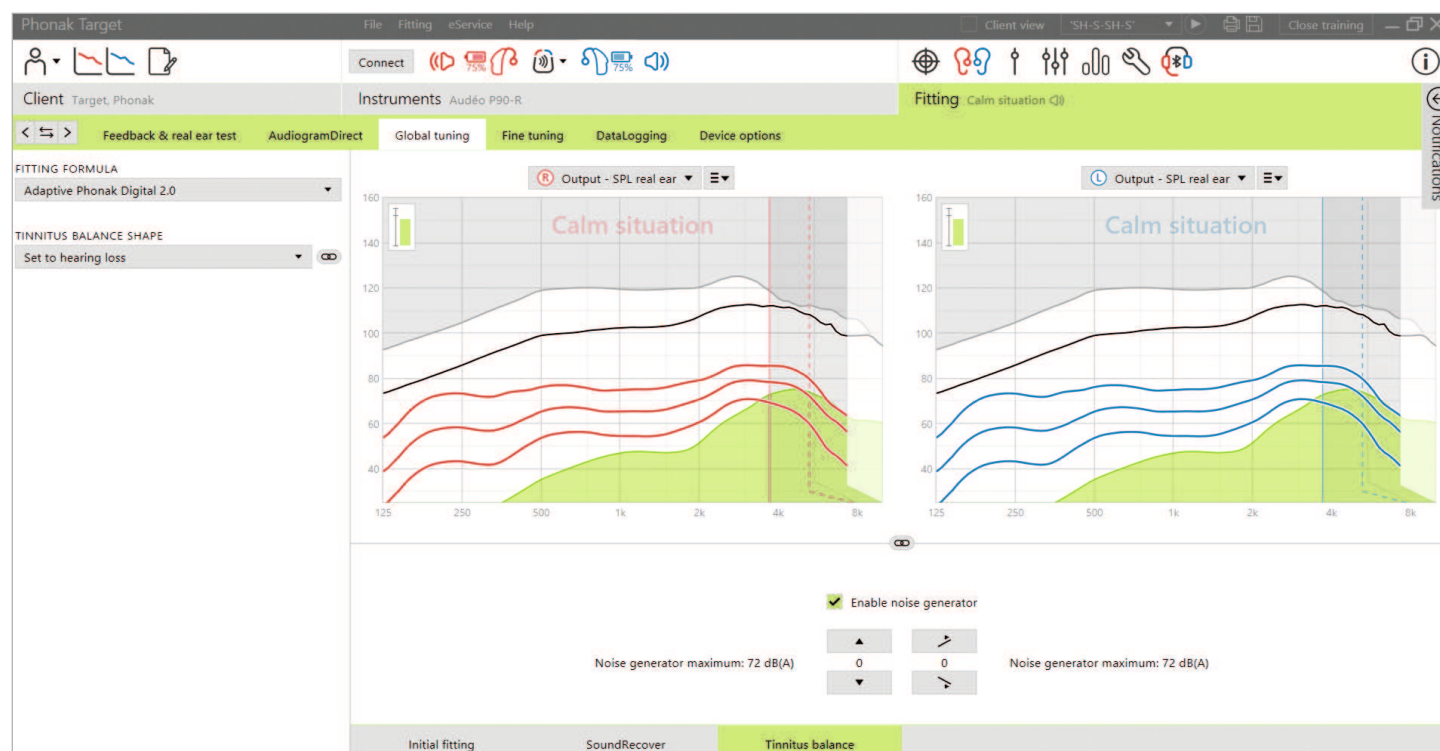 Phonak Target File Fitting eService Help Client view 'SH-S-SH-S' Close training
Connect 75% 75%
Client Target, Phonak Instruments Audéo P90-R Fitting Calm situation
Notifications
Feedback & real ear test AudiogramDirect Global tuning Fine tuning DataLogging Device options
FITTING FORMULA
Adaptive Phonak Digital 2.0
TINNITUS BALANCE SHAPE
Set to hearing loss
R Output - SPL real ear
Calm situation
160
140
120
100
80
60
40
125 250 500 1k 2k 4k 8k
L Output - SPL real ear
Calm situation
160
140
120
100
80
60
40
125 250 500 1k 2k 4k 8k
Enable noise generator
Noise generator maximum: 72 dB(A) 0 0 Noise generator maximum: 72 dB(A)
Initial fitting SoundRecover Tinnitus balance